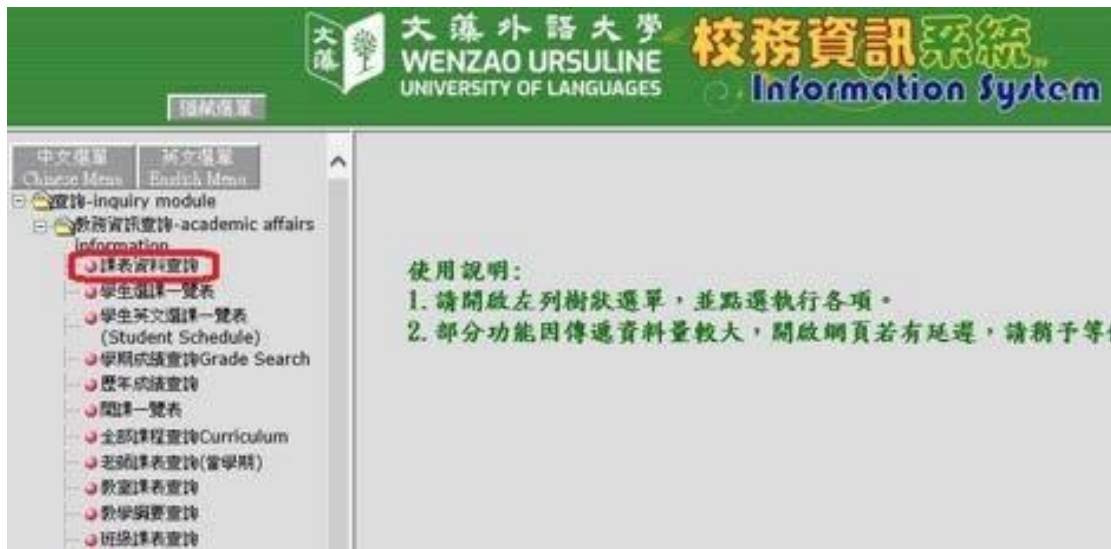 文藻
文藻外語大學
WENZAO URSULINE
UNIVERSITY OF LANGUAGES
校務資訊系統
Information System
隱藏選單
中文選單
Chinese Menu
英文選單
English Menu
查詢-inquiry module
教務資訊查詢-academic affairs
information
課表資料查詢
學生選課一覽表
學生英文選課一覽表
(Student Schedule)
學期成績查詢Grade Search
歷年成績查詢
開課一覽表
全部課程查詢Curriculum
老師課表查詢(當學期)
教室課表查詢
教學綱要查詢
班級課表查詢
使用說明:
1.請開啟左列樹狀選單,並點選執行各項。
2.部分功能因傳遞資料量較大,開啟網頁若有延遲,請稍予等